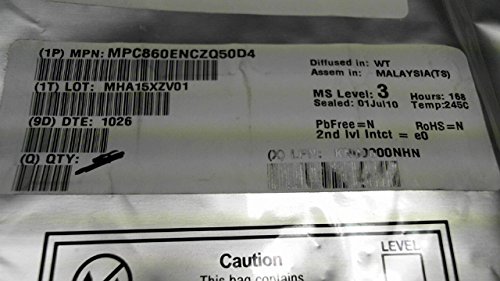 (1P) MPN: MPC860ENCZQ50D4
Diffused in: WT
Assem in: MALAYSIA(TS)
(1T) LOT: MHA15XZV01
MS Level: 3 Hours: 168
Sealed: 01Jul10 Temp:245C
(9D) DTE: 1026
PbFree=N RoHS=N
2nd lvl Intct = e0
(Q) QTY:
Caution
LEVEL
This bag contains